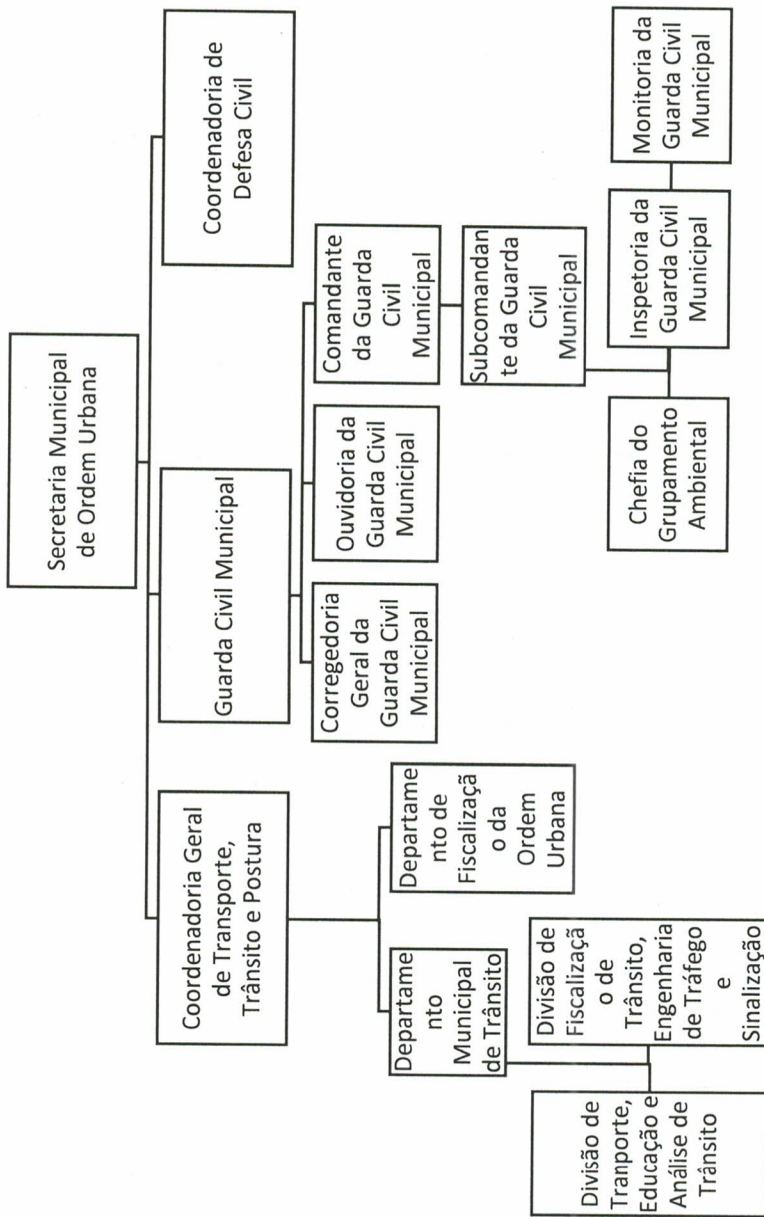 Secretaria Municipal
de Ordem Urbana
Coordenadoria Geral
de Transporte,
Trânsito e Postura
Guarda Civil Municipal
Coordenadoria de
Defesa Civil
Departame
nto
Municipal
de Trânsito
Departame
nto de
Fiscalizaçã
o da
Ordem
Urbana
Corregedoria
Geral da
Guarda Civil
Municipal
Ouvidoria da
Guarda Civil
Municipal
Comandante
da Guarda
Civil
Municipal
Divisão de
Tranporte,
Educação e
Análise de
Trânsito
Divisão de
Fiscalizaçã
o de
Trânsito,
Engenharia
de Tráfego
e
Sinalização
Subcomandan
te da Guarda
Civil
Municipal
Chefia do
Grupamento
Ambiental
Inspetoria da
Guarda Civil
Municipal
Monitoria da
Guarda Civil
Municipal